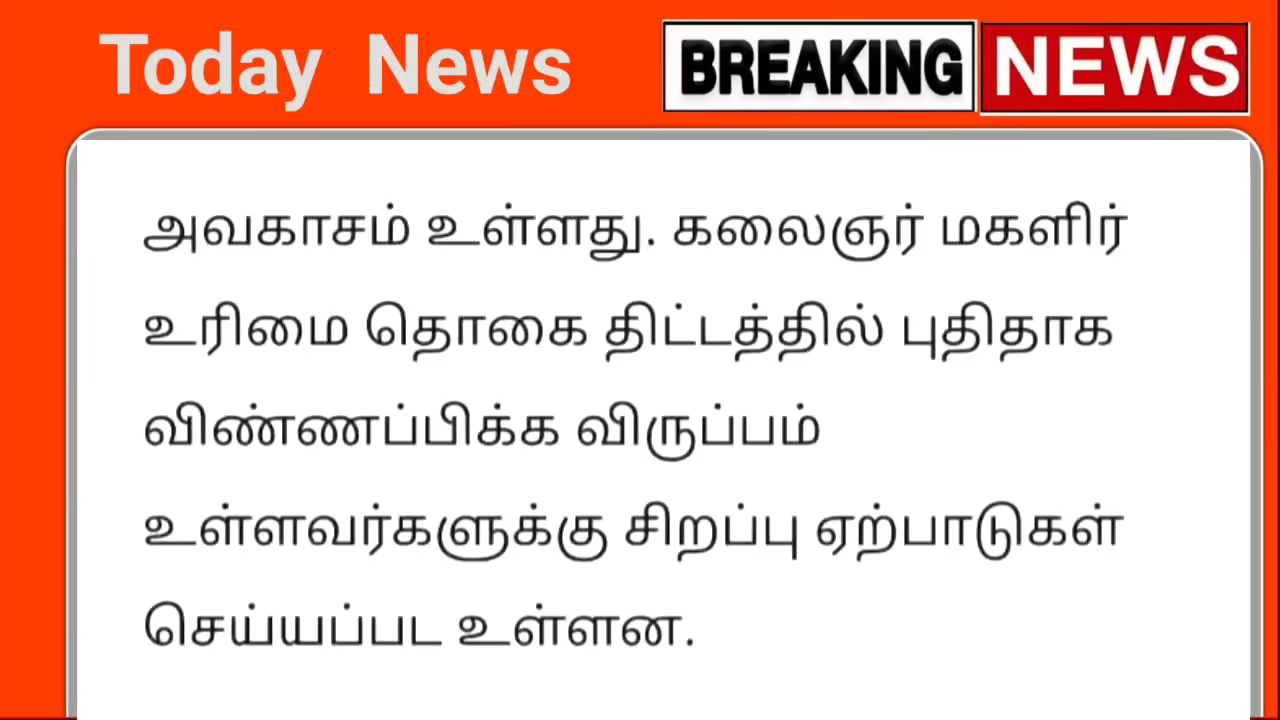 Today News
BREAKING NEWS
அவகாசம் உள்ளது. கலைஞர் மகளிர்
உரிமை தொகை திட்டத்தில் புதிதாக
விண்ணப்பிக்க விருப்பம்
உள்ளவர்களுக்கு சிறப்பு ஏற்பாடுகள்
செய்யப்பட உள்ளன.